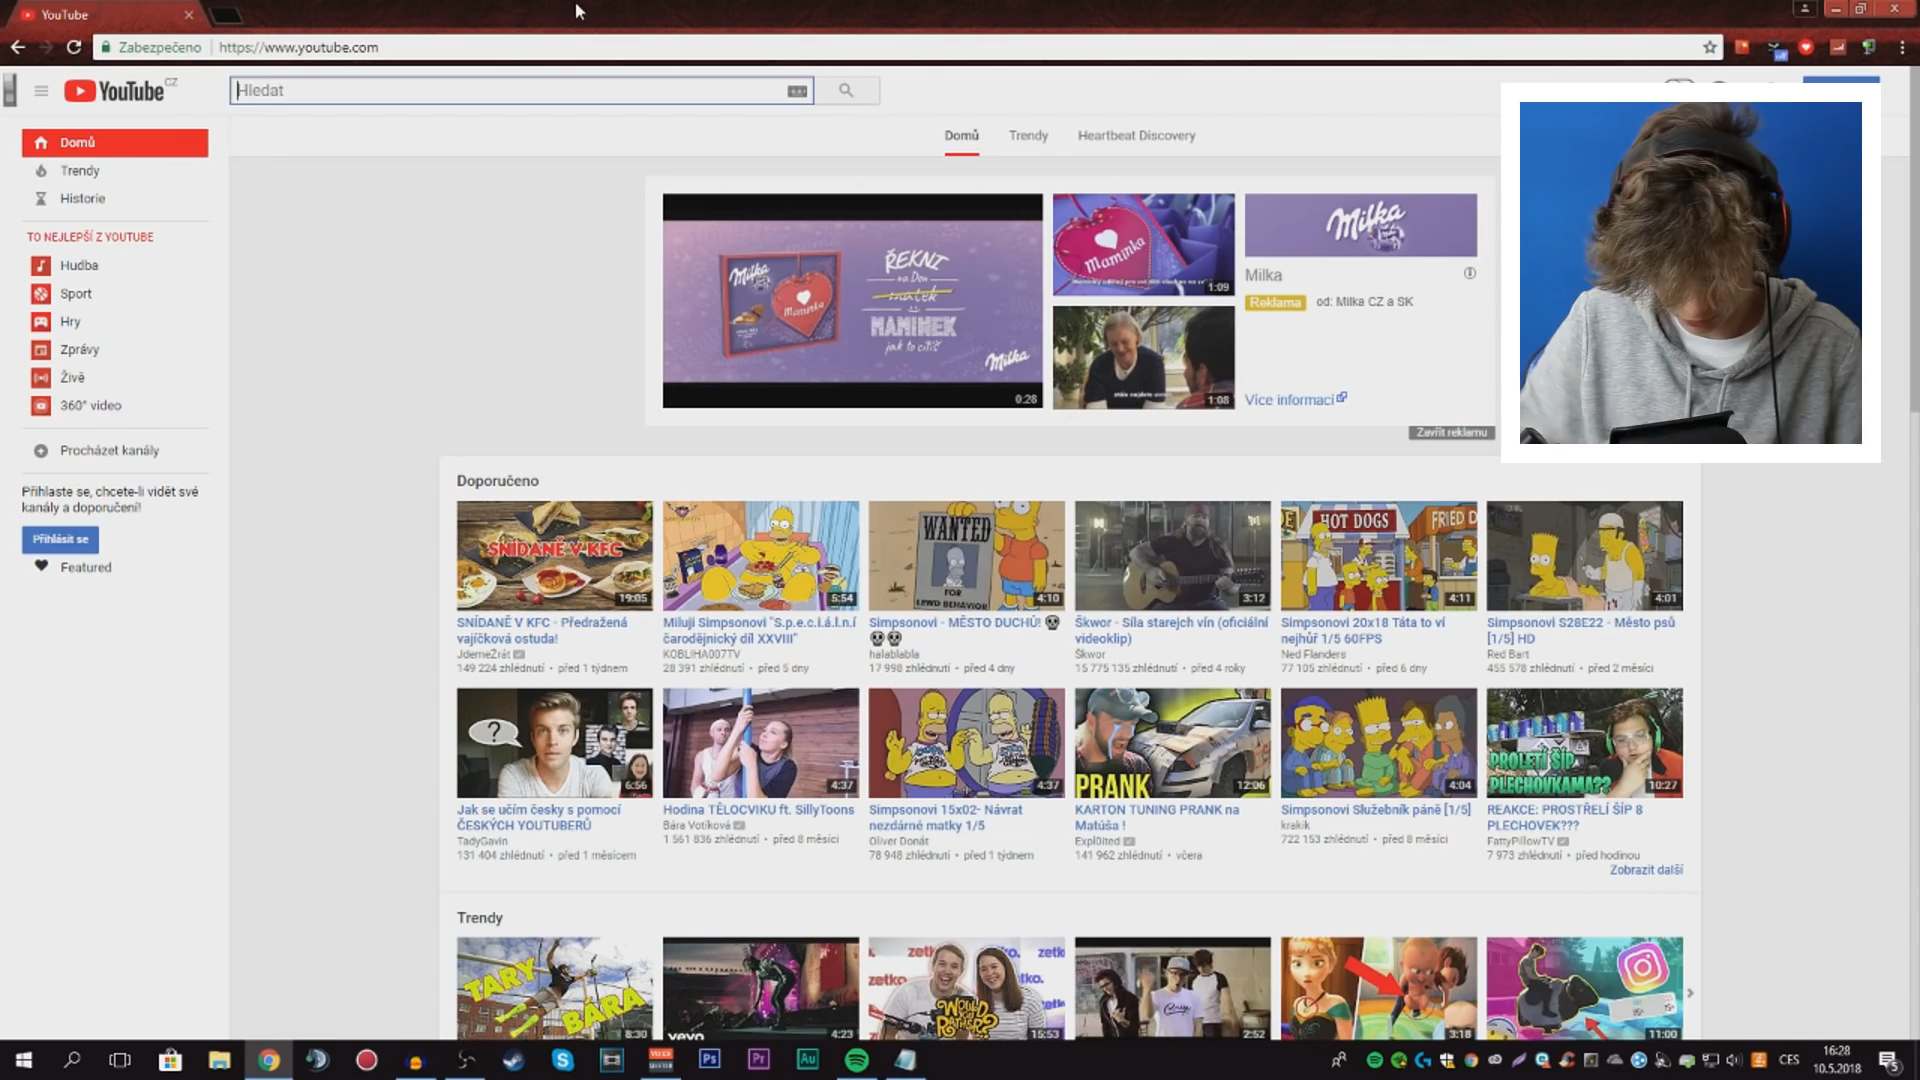 YouTube
Zabezpečeno
https://www.youtube.com
YouTube CZ
Hledat
Domů
Trendy
Heartbeat Discovery
Domů
Trendy
Historie
TO NEJLEPŠÍ Z YOUTUBE
Hudba
Sport
Hry
Zprávy
Živě
360° video
Procházet kanály
Přihlaste se, chcete-li vidět své
kanály a doporučení!
Přihlásit se
Featured
Milka
Maminka
ŘEKNI
na Den
MAMINEK
jak to cítíš
Milka
0:28
Maminka
1:09
1:08
Milka
Milka
Reklama
od: Milka CZ a SK
Více informací
Zavřít reklamu
Doporučeno
SNÍDANĚ V KFC
19:05
SNÍDANĚ V KFC - Předražená
vajíčková ostuda!
JdemeŽrát
149 224 zhlédnutí • před 1 týdnem
5:54
Miluji Simpsonovi "S.p.e.c.i.á.l.n.í
čarodějnický díl XXVIII"
KOBLIHA007TV
28 391 zhlédnutí • před 5 dny
WANTED
FOR
LEWD BEHAVIOR
4:10
Simpsonovi - MĚSTO DUCHŮ! 💀
💀💀
halablabla
17 998 zhlédnutí • před 4 dny
3:12
Škwor - Síla starejch vín (oficiální
videoklip)
Škwor
15 775 135 zhlédnutí • před 4 roky
HOT DOGS
FRIED D
4:11
Simpsonovi 20x18 Táta to ví
nejhůř 1/5 60FPS
Ned Flanders
77 105 zhlédnutí • před 6 dny
4:01
Simpsonovi S28E22 - Město psů
[1/5] HD
Red Bart
455 578 zhlédnutí • před 2 měsíci
?
6:56
Jak se učím česky s pomocí
ČESKÝCH YOUTUBERŮ
TadyGavin
131 404 zhlédnutí • před 1 měsícem
4:37
Hodina TĚLOCVIKU ft. SillyToons
Bára Votíková
1 561 836 zhlédnutí • před 8 měsíci
4:37
Simpsonovi 15x02- Návrat
nezdárné matky 1/5
Oliver Donát
78 948 zhlédnutí • před 1 týdnem
PRANK
12:06
KARTON TUNING PRANK na
Matúša !
Expl0ited
141 962 zhlédnutí • včera
4:04
Simpsonovi Služebník páně [1/5]
krakik
722 153 zhlédnutí • před 8 měsíci
PROLETÍ ŠÍP
PLECHOVKAMA??
10:27
REAKCE: PROSTŘELÍ ŠÍP 8
PLECHOVEK???
FattyPillowTV
7 973 zhlédnutí • před hodinou
Zobrazit další
Trendy
TARY
BÁRA
8:30
vevo
4:23
zetko.
WOULD YOU
RATHER?
15:53
2:52
3:18
11:00
Ps
Pr
Au
CES
16:28
10.5.2018
5